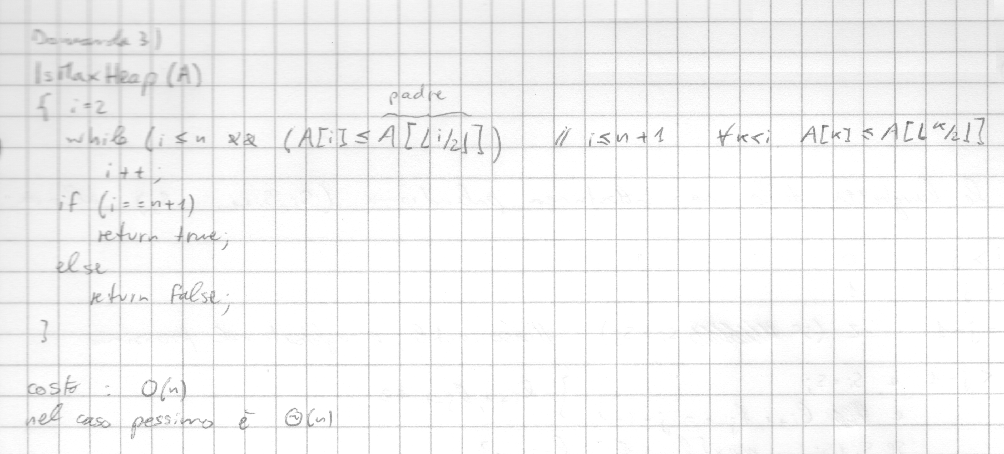 Domanda 3)
IsMaxHeap(A)
{ i=2
padre
while (i ≤ n && (A[i] ≤ A[⌊i/2⌋]) // i≤n+1 ∀k<i A[k] ≤ A[⌊k/2⌋]
i++;
if (i==n+1)
return true;
else
return false;
}
costo : O(n)
nel caso pessimo è Θ(n)